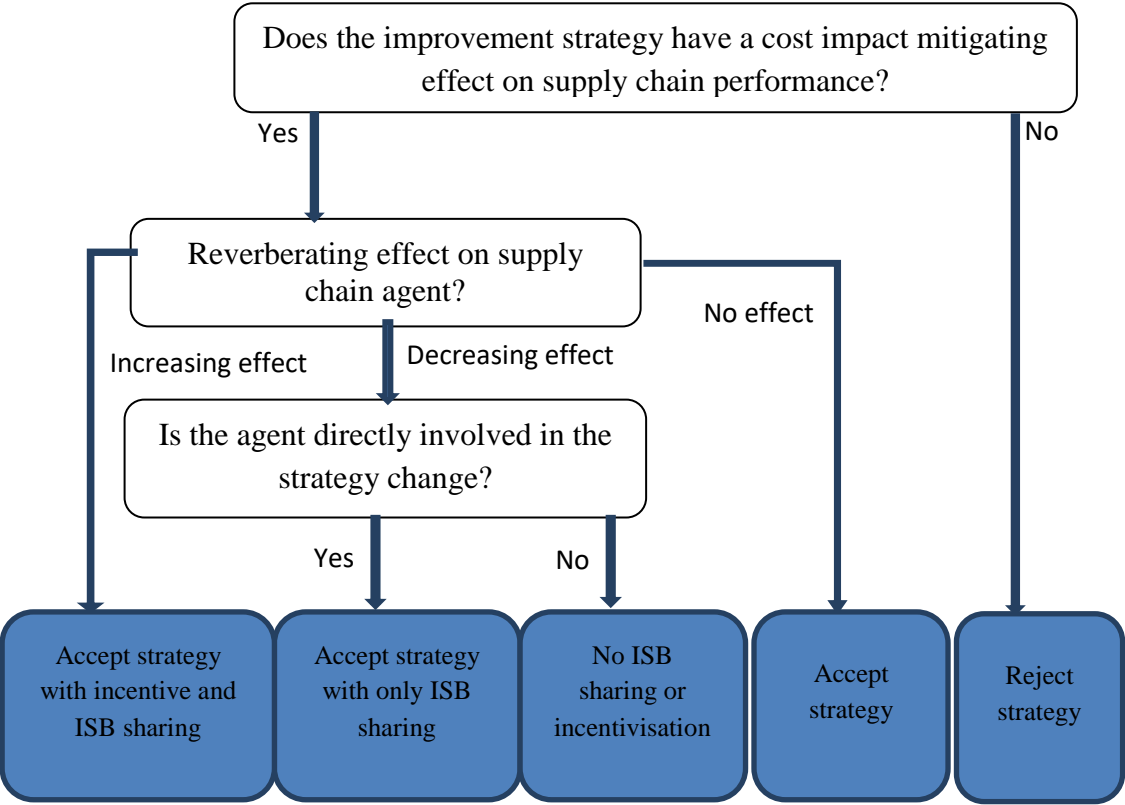 Does the improvement strategy have a cost impact mitigating
effect on supply chain performance?
Yes
No
Reverberating effect on supply
chain agent?
No effect
Increasing effect
Decreasing effect
Is the agent directly involved in the
strategy change?
Yes
No
Accept strategy
with incentive and
ISB sharing
Accept strategy
with only ISB
sharing
No ISB
sharing or
incentivisation
Accept
strategy
Reject
strategy